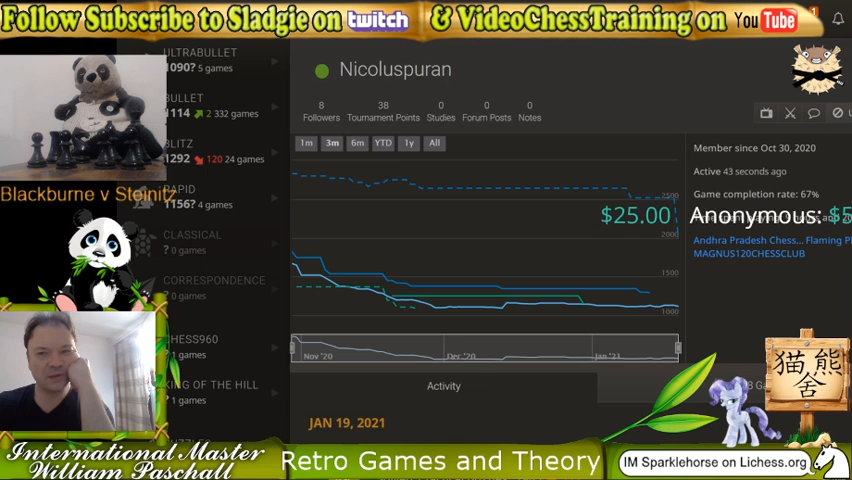 Follow Subscribe to Sladgie on twitch & VideoChessTraining on YouTube
ULTRABULLET
1090? 5 games
BULLET
1114 2 332 games
BLITZ
1292 120 24 games
RAPID
1156? 4 games
CLASSICAL
? 0 games
CORRESPONDENCE
? 0 games
CHESS960
? 1 games
KING OF THE HILL
? 1 games
Blackburne v Steinitz
Nicoluspuran
8 38 0 0 0
Followers Tournament Points Studies Forum Posts Notes
1m 3m 6m YTD 1y All
2500
2000
1500
1000
Nov '20 Dec '20 Jan '21
Activity
JAN 19, 2021
Member since Oct 30, 2020
Active 43 seconds ago
Game completion rate: 67%
$25.00 Anonymous: $5
Andhra Pradesh Chess... Flaming P
MAGNUS120CHESSCLUB
猫熊
舍
International Master
William Paschall
Retro Games and Theory
IM Sparklehorse on Lichess.org